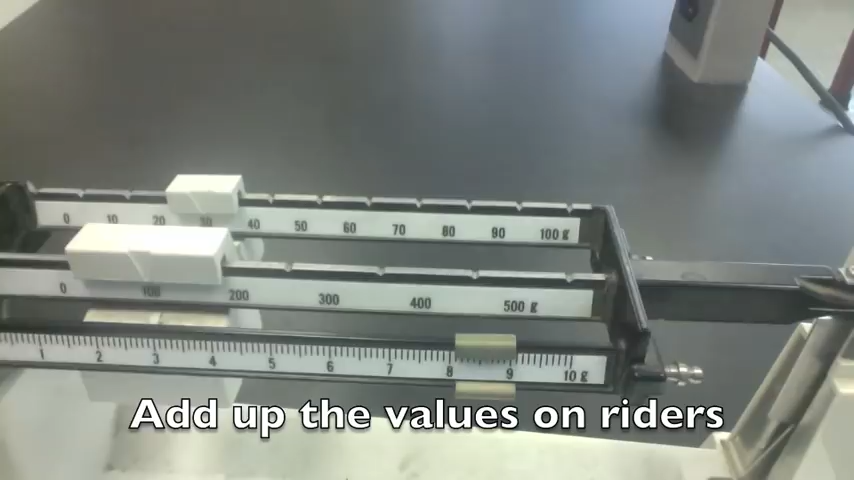 0 10 20 30 40 50 60 70 80 90 100 g
0 100 200 300 400 500 g
1 2 3 4 5 6 7 8 9 10 g
Add up the values on riders